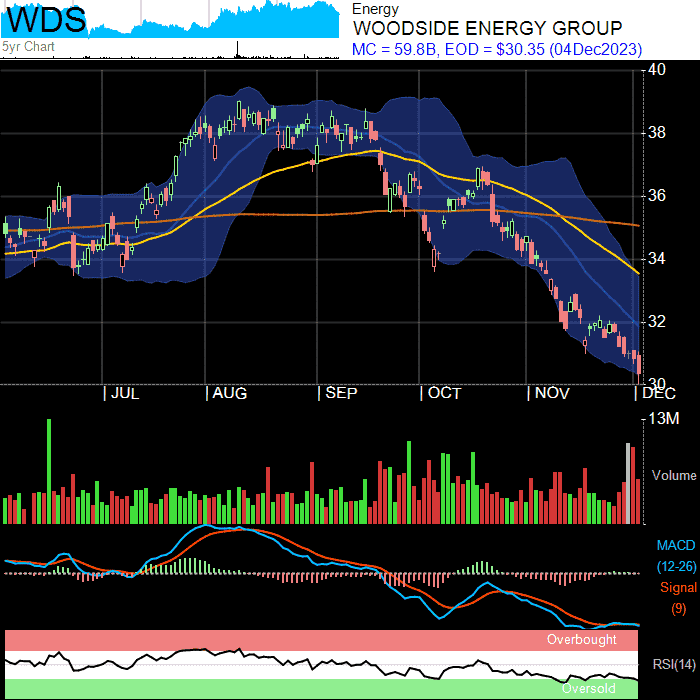 WDS
5yr Chart
Energy
WOODSIDE ENERGY GROUP
MC = 59.8B, EOD = $30.35 (04Dec2023)
40
38
36
34
32
30
JUL AUG SEP OCT NOV DEC
13M
Volume
MACD
(12-26)
Signal
(9)
Overbought
RSI(14)
Oversold